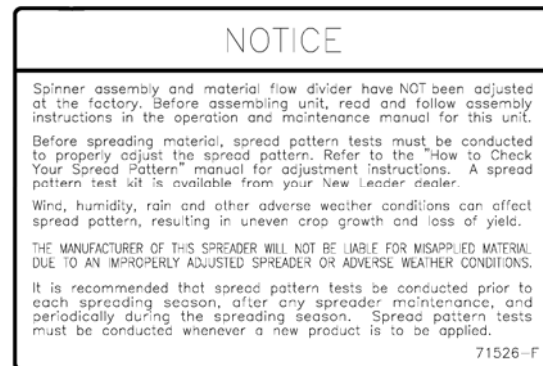 NOTICE
Spinner assembly and material flow divider have NOT been adjusted
at the factory. Before assembling unit, read and follow assembly
instructions in the operation and maintenance manual for this unit.
Before spreading material, spread pattern tests must be conducted
to properly adjust the spread pattern. Refer to the "How to Check
Your Spread Pattern" manual for adjustment instructions. A spread
pattern test kit is available from your New Leader dealer.
Wind, humidity, rain and other adverse weather conditions can affect
spread pattern, resulting in uneven crop growth and loss of yield.
THE MANUFACTURER OF THIS SPREADER WILL NOT BE LIABLE FOR MISAPPLIED MATERIAL
DUE TO AN IMPROPERLY ADJUSTED SPREADER OR ADVERSE WEATHER CONDITIONS.
It is recommended that spread pattern tests be conducted prior to
each spreading season, after any spreader maintenance, and
periodically during the spreading season. Spread pattern tests
must be conducted whenever a new product is to be applied.
71526-F